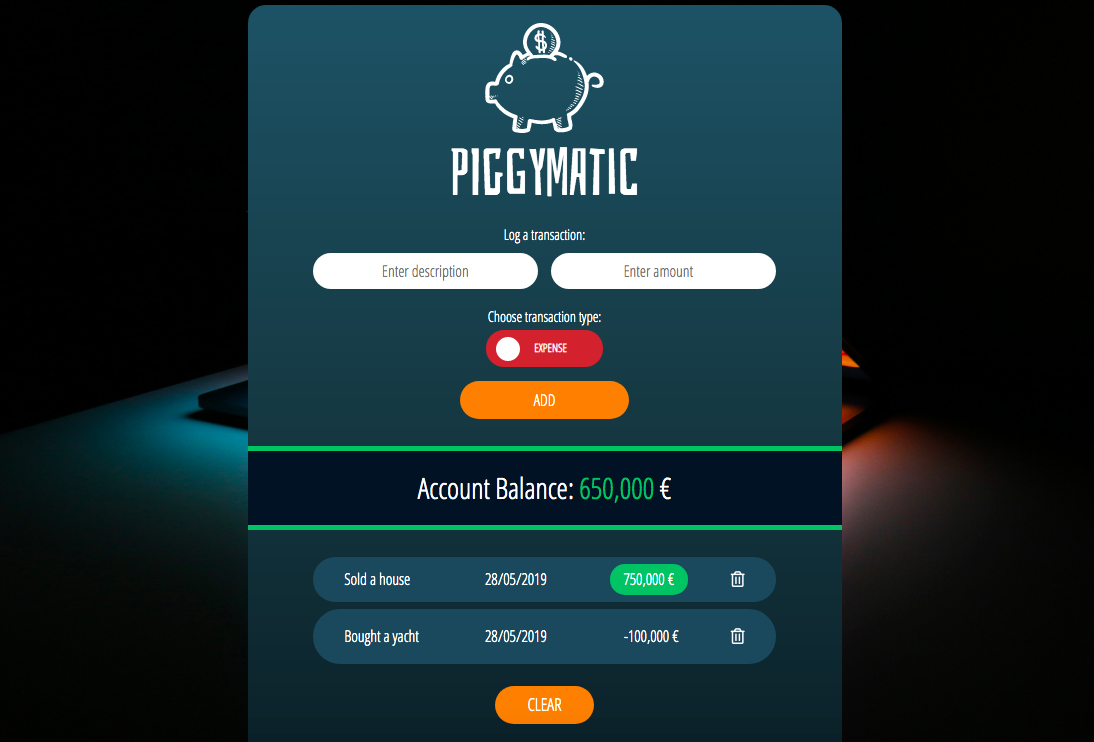 $
PIGGYMATIC
Log a transaction:
Enter description Enter amount
Choose transaction type:
EXPENSE
ADD
Account Balance: 650,000 €
Sold a house 28/05/2019 750,000 €
Bought a yacht 28/05/2019 -100,000 €
CLEAR